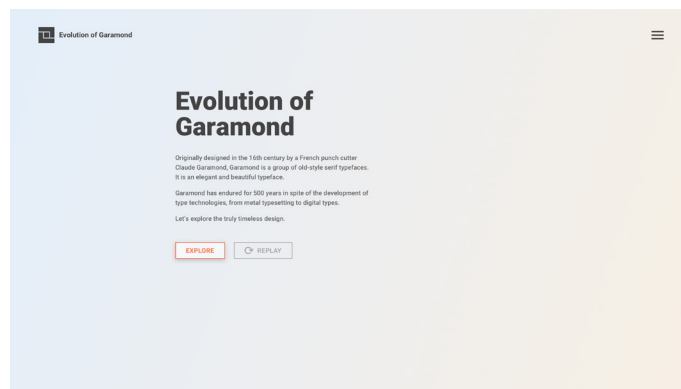 Evolution of Garamond
Evolution of
Garamond
Originally designed in the 16th century by a French punch cutter
Claude Garamond, Garamond is a group of old-style serif typefaces.
It is an elegant and beautiful typeface.
Garamond has endured for 500 years in spite of the development of
type technologies, from metal typesetting to digital types.
Let's explore the truly timeless design.
EXPLORE
REPLAY